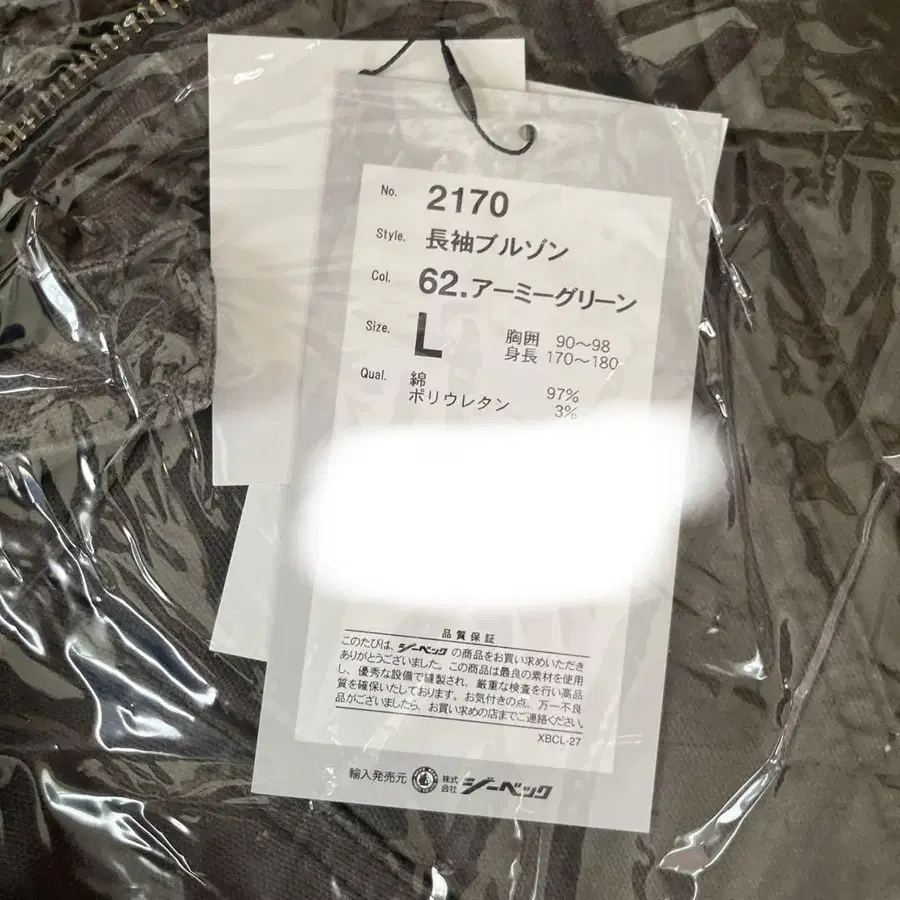 No. 2170
Style. 長袖ブルゾン
Col. 62.アーミーグリーン
Size. L 胸囲 90〜98
身長 170〜180
Qual. 綿 97%
ポリウレタン 3%
品質保証
このたびは、ジーベックの商品をお買い求めいただき
ありがとうございました。この商品は最良の素材を使用
し、優秀な設備で縫製され、厳重な検査を行い高品
質を確保いたしております。お気付きの点、万一不良
品がございましたら、お買い求めの店までご連絡ください。
XBCL-27
輸入発売元 株式会社 ジーベック